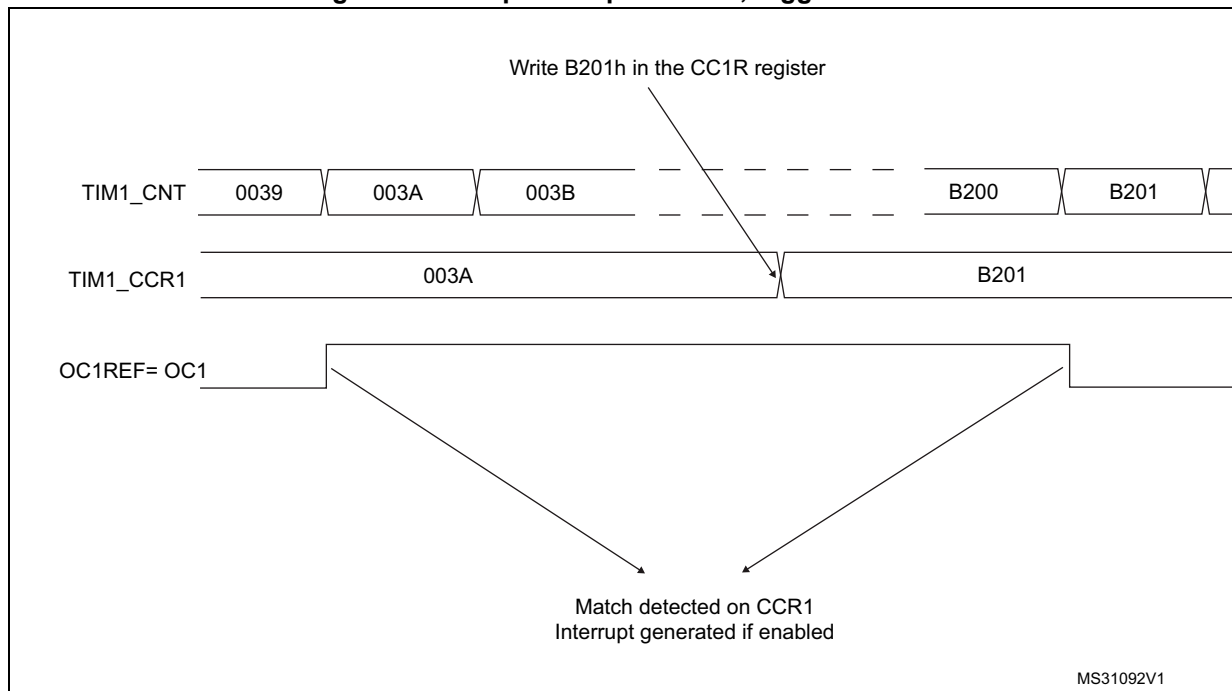 Write B201h in the CC1R register
TIM1_CNT 0039 003A 003B B200 B201
TIM1_CCR1 003A B201
OC1REF= OC1
Match detected on CCR1
Interrupt generated if enabled
MS31092V1